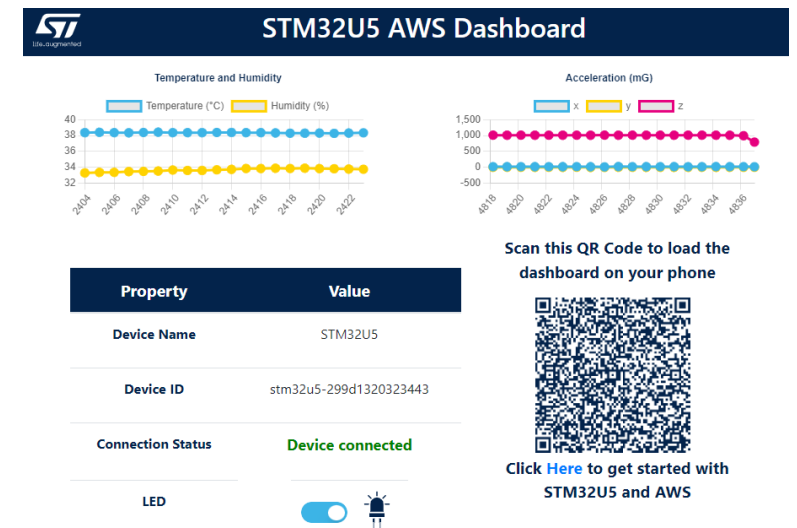 ST
life.augmented
STM32U5 AWS Dashboard
Temperature and Humidity
Temperature (°C) Humidity (%)
40
38
36
34
32
2404 2406 2408 2410 2412 2414 2416 2418 2420 2422
Acceleration (mG)
x y z
1,500
1,000
500
0
-500
4818 4820 4822 4824 4826 4828 4830 4832 4834 4836
Scan this QR Code to load the
dashboard on your phone
Property Value
Device Name STM32U5
Device ID stm32u5-299d1320323443
Connection Status Device connected
LED
Click Here to get started with
STM32U5 and AWS